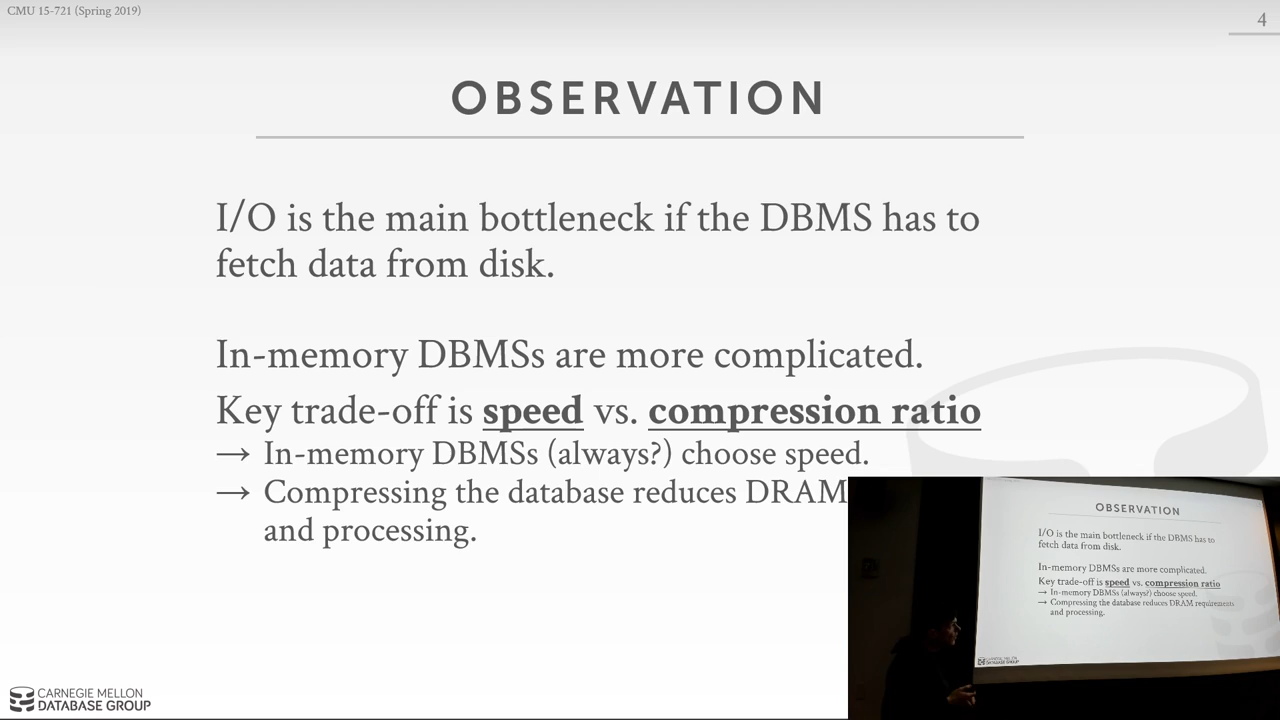 CMU 15-721 (Spring 2019)
4
OBSERVATION
I/O is the main bottleneck if the DBMS has to
fetch data from disk.
In-memory DBMSs are more complicated.
Key trade-off is speed vs. compression ratio
→ In-memory DBMSs (always?) choose speed.
→ Compressing the database reduces DRAM
and processing.
CARNEGIE MELLON
DATABASE GROUP
OBSERVATION
I/O is the main bottleneck if the DBMS has to
fetch data from disk.
In-memory DBMSs are more complicated.
Key trade-off is speed vs. compression ratio
→ In-memory DBMSs (always?) choose speed.
→ Compressing the database reduces DRAM requirements
and processing.
CARNEGIE MELLON
DATABASE GROUP